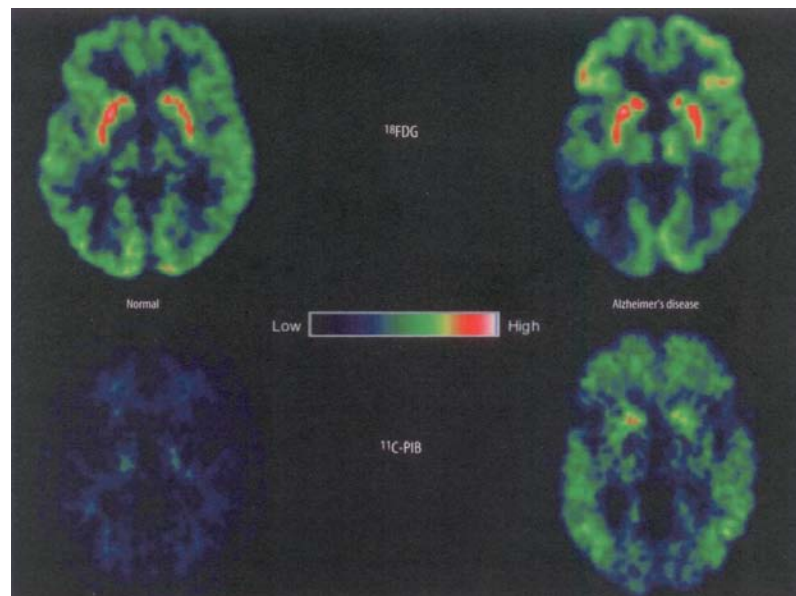 ¹⁸FDG
Normal
Alzheimer's disease
Low High
¹¹C-PIB